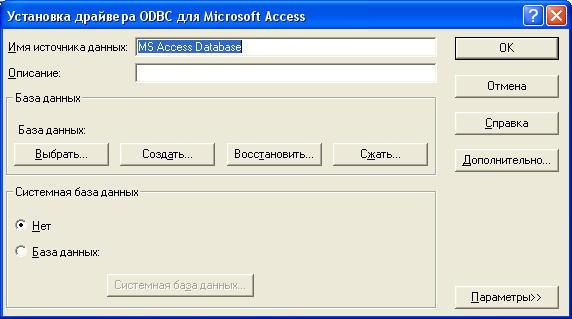 Установка драйвера ODBC для Microsoft Access
Имя источника данных: MS Access Database
OK
Описание:
Отмена
База данных
База данных:
Справка
Выбрать... Создать... Восстановить... Сжать...
Дополнительно...
Системная база данных
Нет
База данных:
Системная база данных...
Параметры>>